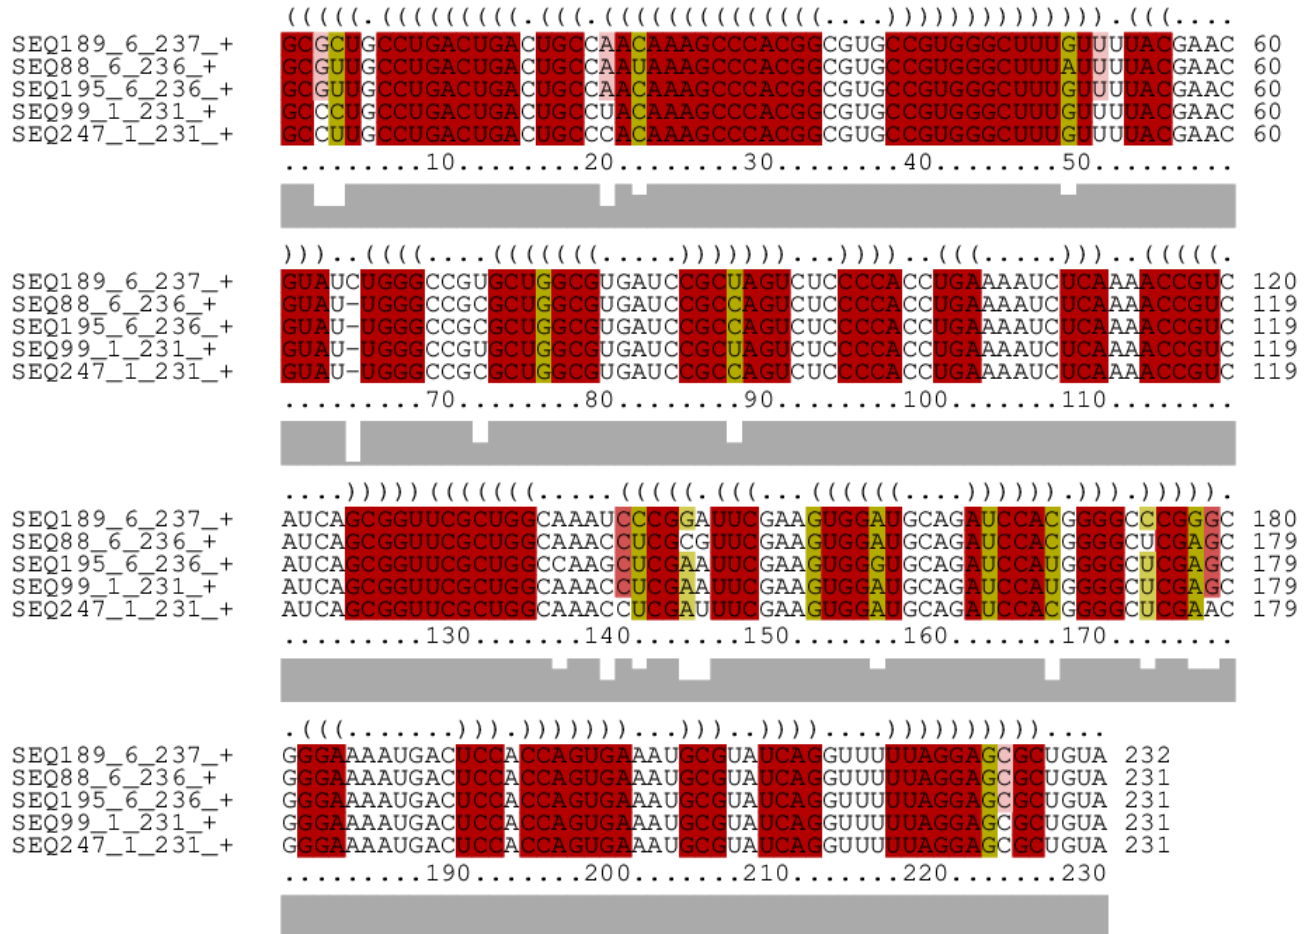 (((((.(((((((((.(((.((((((((((((((....)))))))))))))).(((....
SEQ189_6_237_+ GCGCUGCCUGACUGACUGCCAACAAAGCCCACGGCGUGCCGUGGGCUUUGUUUUACGAAC 60
SEQ88_6_236_+ GCGUUGCCUGACUGACUGCCAAUAAAGCCCACGGCGUGCCGUGGGCUUUAUUUUACGAAC 60
SEQ195_6_236_+ GCGUUGCCUGACUGACUGCCAACAAAGCCCACGGCGUGCCGUGGGCUUUGUUUUACGAAC 60
SEQ99_1_231_+ GCCCUGCCUGACUGACUGCCUACAAAGCCCACGGCGUGCCGUGGGCUUUGUUUUACGAAC 60
SEQ247_1_231_+ GCCUUGCCUGACUGACUGCCCACAAAGCCCACGGCGUGCCGUGGGCUUUGUUUUACGAAC 60
.........10........20........30........40........50.........
)))..((((....(((((((.....)))))))...))))..(((.....)))..(((((.
SEQ189_6_237_+ GUAUCUGGGCCGUGCUGGCGUGAUCCGCUAGUCUCCCCACCUGAAAAUCUCAAAACCGUC 120
SEQ88_6_236_+ GUAU-UGGGCCGCGCUGGCGUGAUCCGCCAGUCUCCCCACCUGAAAAUCUCAAAACCGUC 119
SEQ195_6_236_+ GUAU-UGGGCCGCGCUGGCGUGAUCCGCCAGUCUCCCCACCUGAAAAUCUCAAAACCGUC 119
SEQ99_1_231_+ GUAU-UGGGCCGUGCUGGCGUGAUCCGCUAGUCUCCCCACCUGAAAAUCUCAAAACCGUC 119
SEQ247_1_231_+ GUAU-UGGGCCGCGCUGGCGUGAUCCGCCAGUCUCCCCACCUGAAAAUCUCAAAACCGUC 119
.........70........80........90........100.......110........
....)))))(((((((.....(((((.(((...((((((....)))))).))).))))).
SEQ189_6_237_+ AUCAGCGGUUCGCUGGCAAAUCCCGGAUUCGAAGUGGAUGCAGAUCCACGGGGCCCGGGC 180
SEQ88_6_236_+ AUCAGCGGUUCGCUGGCAAACCUCGCGUUCGAAGUGGAUGCAGAUCCACGGGGCUCGAGC 179
SEQ195_6_236_+ AUCAGCGGUUCGCUGGCCAAGCUCGAAUUCGAAGUGGGUGCAGAUUCCAUGGGGCUCGAGC 179
SEQ99_1_231_+ AUCAGCGGUUCGCUGGCAAACCUCGAAUUCGAAGUGGAUGCAGAUCCAUGGGGCUCGAGC 179
SEQ247_1_231_+ AUCAGCGGUUCGCUGGCAAACCUCGAUUUCGAAGUGGAUGCAGAUCCACGGGGCUCGAAC 179
.........130.......140.......150.......160.......170........
.(((.......))).)))))))...)))..))))....))))))))))....
SEQ189_6_237_+ GGGAAAAUGACUCCACCAGUGAAAUGCGUAUCAGGUUUUUAGGAGCGCUGUA 232
SEQ88_6_236_+ GGGAAAAUGACUCCACCAGUGAAAUGCGUAUCAGGUUUUUAGGAGCGCUGUA 231
SEQ195_6_236_+ GGGAAAAUGACUCCACCAGUGAAAUGCGUAUCAGGUUUUUAGGAGCGCUGUA 231
SEQ99_1_231_+ GGGAAAAUGACUCCACCAGUGAAAUGCGUAUCAGGUUUUUAGGAGCGCUGUA 231
SEQ247_1_231_+ GGGAAAAUGACUCCACCAGUGAAAUGCGUAUCAGGUUUUUAGGAGCGCUGUA 231
.........190.......200.......210.......220.......230